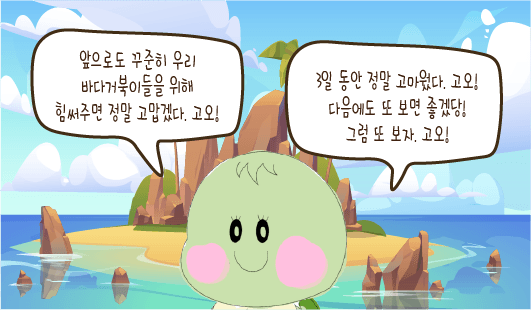 앞으로도 꾸준히 우리
바다거북이들을 위해
힘써주면 정말 고맙겠다. 고오!
3일 동안 정말 고마웠다. 고오!
다음에도 또 보면 좋겠당!
그럼 또 보자. 고오!